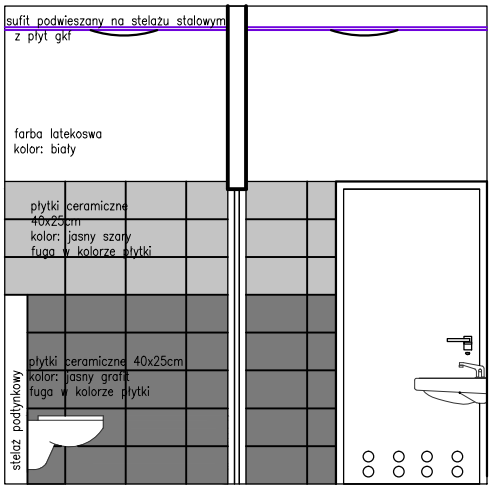 sufit podwieszany na stelażu stalowym
z płyt gkf
farba latekoswa
kolor: biały
płytki ceramiczne
40x25cm
kolor: jasny szary
fuga w kolorze płytki
płytki ceramiczne 40x25cm
kolor: jasny grafit
fuga w kolorze płytki
stelaż podtynkowy